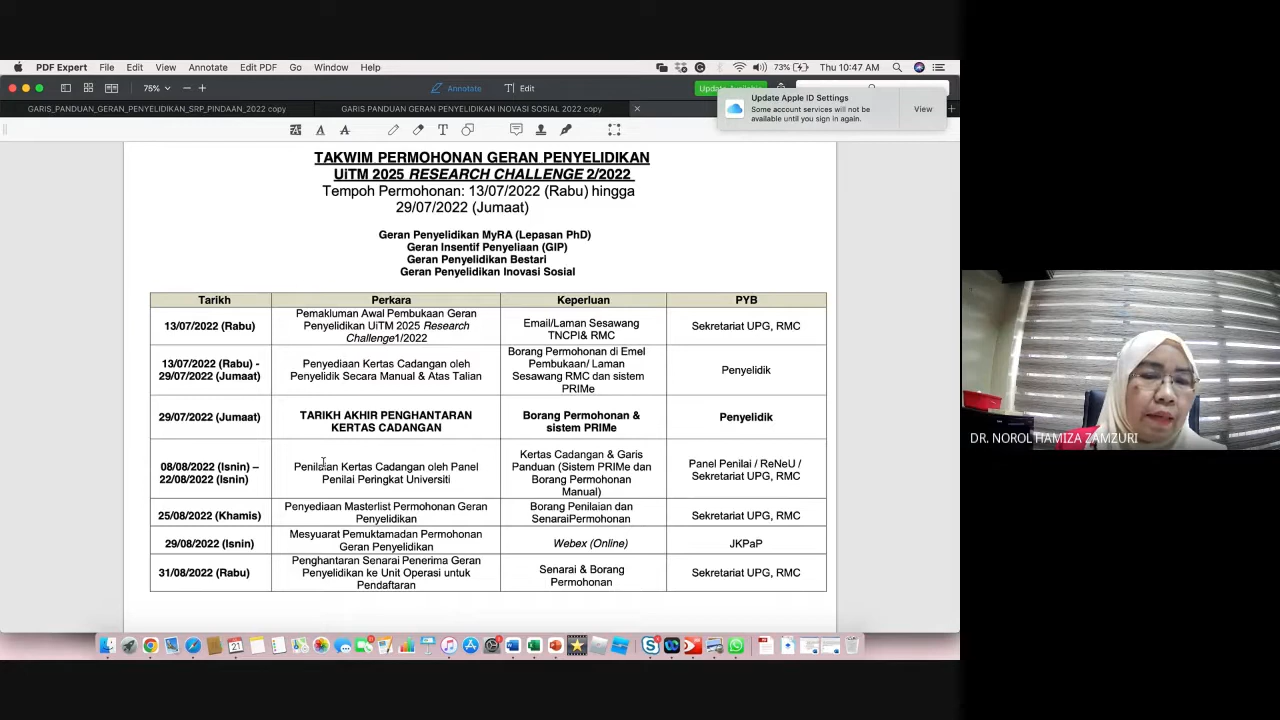 PDF Expert File Edit View Annotate Edit PDF Go Window Help 73% Thu 10:47 AM
75% Annotate Edit
GARIS_PANDUAN_GERAN_PENYELIDIKAN_SRP_PINDAAN_2022 copy GARIS PANDUAN GERAN PENYELIDIKAN INOVASI SOSIAL 2022 copy
Update Apple ID Settings
Some account services will not be available until you sign in again.
View
TAKWIM PERMOHONAN GERAN PENYELIDIKAN
UiTM 2025 RESEARCH CHALLENGE 2/2022
Tempoh Permohonan: 13/07/2022 (Rabu) hingga
29/07/2022 (Jumaat)
Geran Penyelidikan MyRA (Lepasan PhD)
Geran Insentif Penyeliaan (GIP)
Geran Penyelidikan Bestari
Geran Penyelidikan Inovasi Sosial
Tarikh Perkara Keperluan PYB
13/07/2022 (Rabu)
Pemakluman Awal Pembukaan Geran
Penyelidikan UiTM 2025 Research
Challenge1/2022
Email/Laman Sesawang
TNCPI& RMC
Sekretariat UPG, RMC
13/07/2022 (Rabu) -
29/07/2022 (Jumaat)
Penyediaan Kertas Cadangan oleh
Penyelidik Secara Manual & Atas Talian
Borang Permohonan di Emel
Pembukaan/ Laman
Sesawang RMC dan sistem
PRIMe
Penyelidik
29/07/2022 (Jumaat)
TARIKH AKHIR PENGHANTARAN
KERTAS CADANGAN
Borang Permohonan &
sistem PRIMe
Penyelidik
08/08/2022 (Isnin) –
22/08/2022 (Isnin)
Penilaian Kertas Cadangan oleh Panel
Penilai Peringkat Universiti
Kertas Cadangan & Garis
Panduan (Sistem PRIMe dan
Borang Permohonan
Manual)
Panel Penilai / ReNeU /
Sekretariat UPG, RMC
25/08/2022 (Khamis)
Penyediaan Masterlist Permohonan Geran
Penyelidikan
Borang Penilaian dan
SenaraiPermohonan
Sekretariat UPG, RMC
29/08/2022 (Isnin)
Mesyuarat Pemuktamadan Permohonan
Geran Penyelidikan
Webex (Online)
JKPaP
31/08/2022 (Rabu)
Penghantaran Senarai Penerima Geran
Penyelidikan ke Unit Operasi untuk
Pendaftaran
Senarai & Borang
Permohonan
Sekretariat UPG, RMC
DR. NOROL HAMIZA ZAMZURI